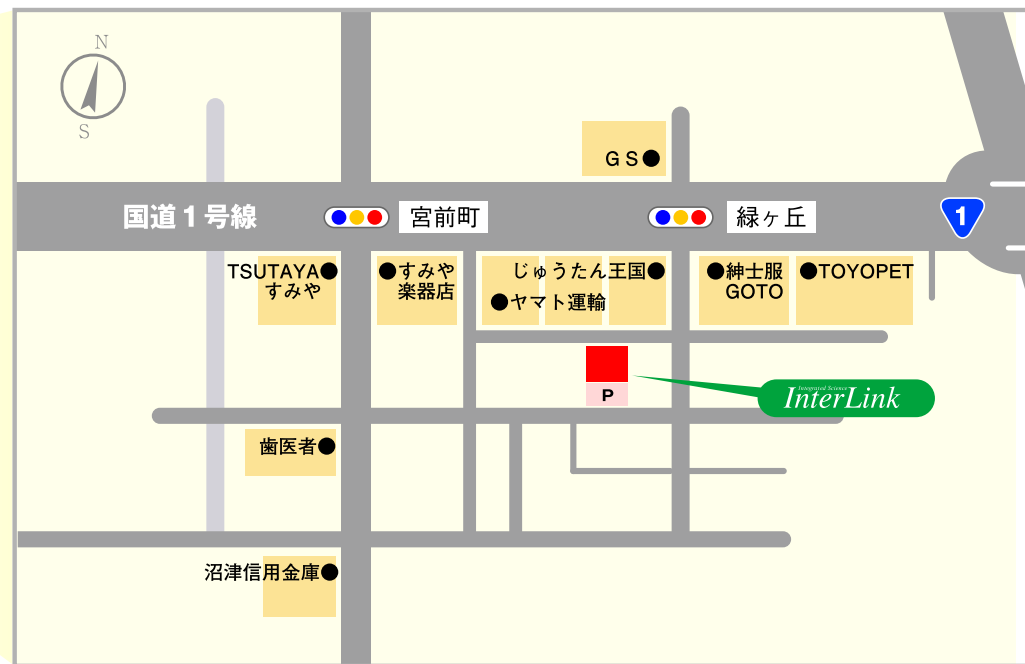 N
S
GS
国道1号線
宮前町
緑ヶ丘
1
TSUTAYA
すみや
すみや
楽器店
じゅうたん王国
ヤマト運輸
紳士服
GOTO
TOYOPET
P
Integrated Science
InterLink
歯医者
沼津信用金庫